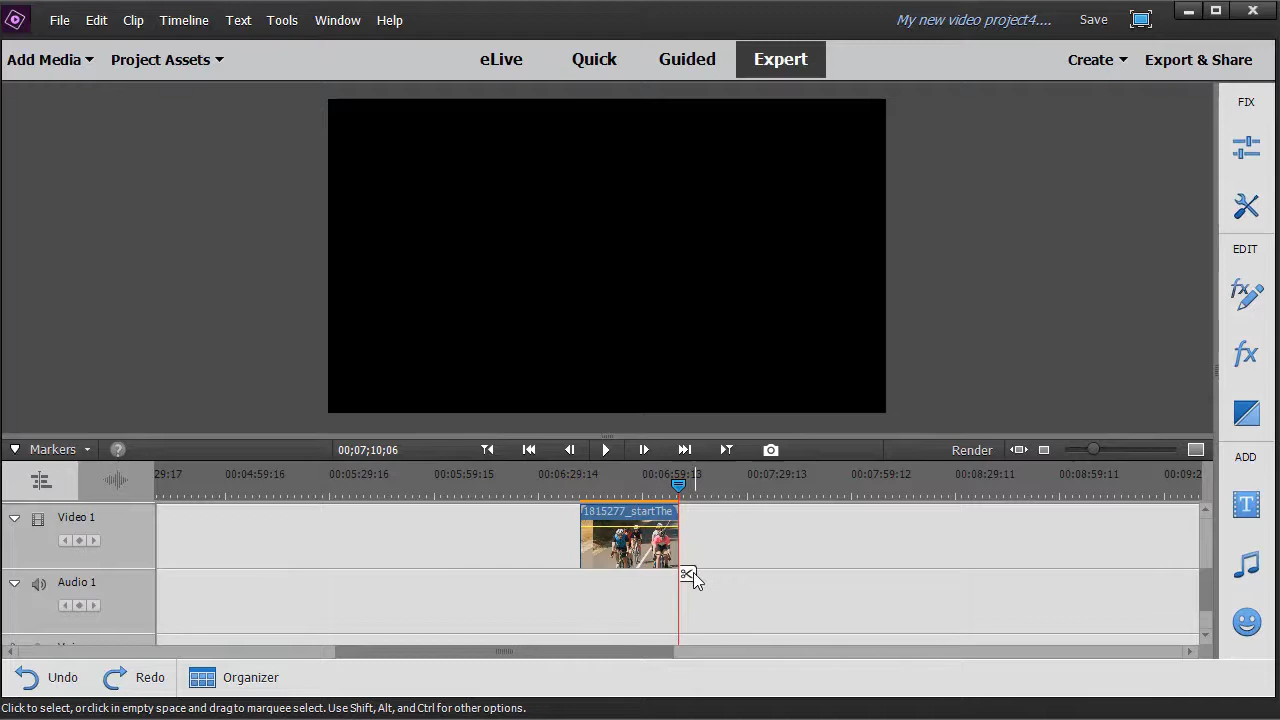 File Edit Clip Timeline Text Tools Window Help My new video project4.... Save
Add Media Project Assets eLive Quick Guided Expert Create Export & Share
FIX
EDIT
fx
fx
Markers ? 00;07;10;06 Render
ADD
29;17 00;04;59;16 00;05;29;16 00;05;59;15 00;06;29;14 00;06;59;13 00;07;29;13 00;07;59;12 00;08;29;11 00;08;59;11 00;09;2
T
Video 1 1815277_startThe
Audio 1
Undo Redo Organizer
Click to select, orclick in empty space and dragto marquee select. Use Shift, Alt, and Ctrl for other options.